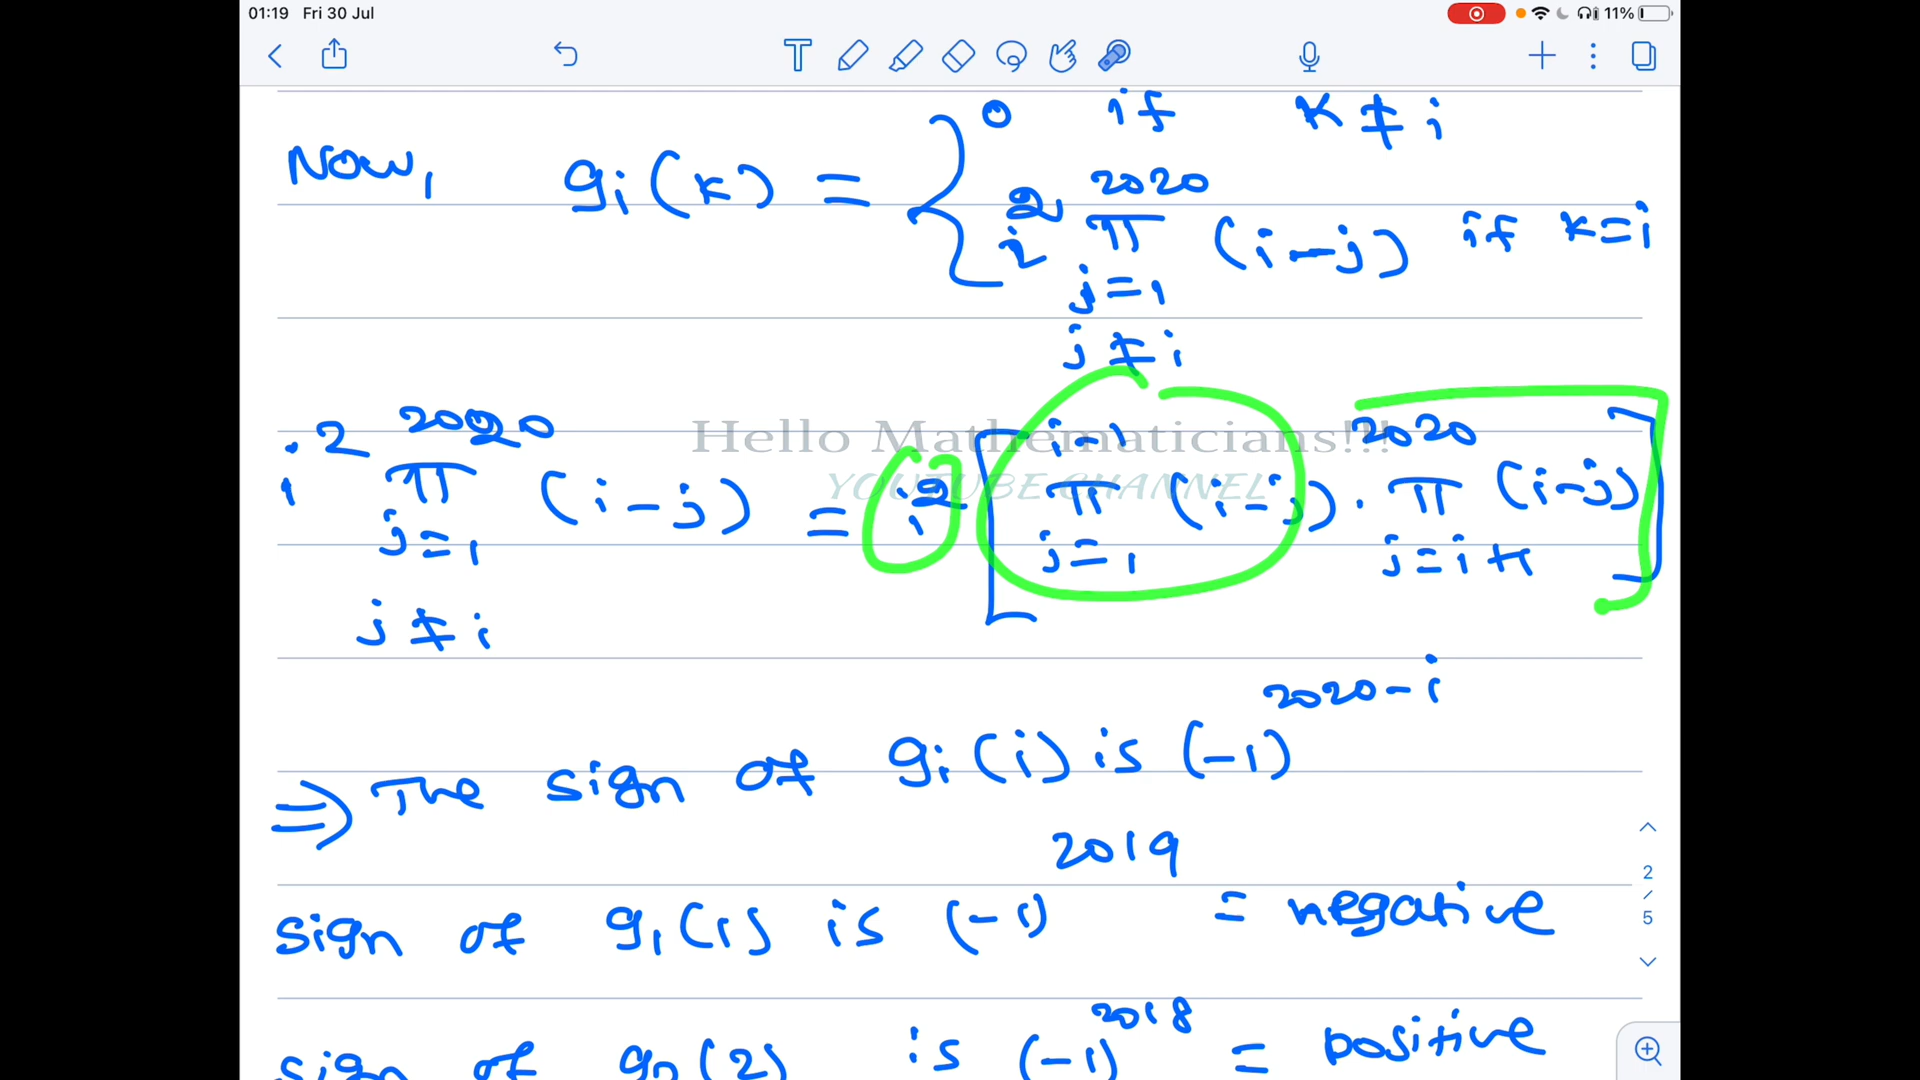 01:19 Fri 30 Jul 11%
0 if k ≠ i
Now, gi(k) = { i² 2020 π j=1 j≠i (i-j) if k=i
Hello Mathematicians!!!
YOUTUBE CHANNEL
i² 2020 π j=1 j≠i (i-j) = i² [ i-1 π j=1 (i-j) . 2020 π j=i+1 (i-j) ]
⇒ The sign of gi(i) is (-1)^2020-i
sign of g1(1) is (-1)^2019 = negative
sign of g2(2) is (-1)^2018 = positive
2/5